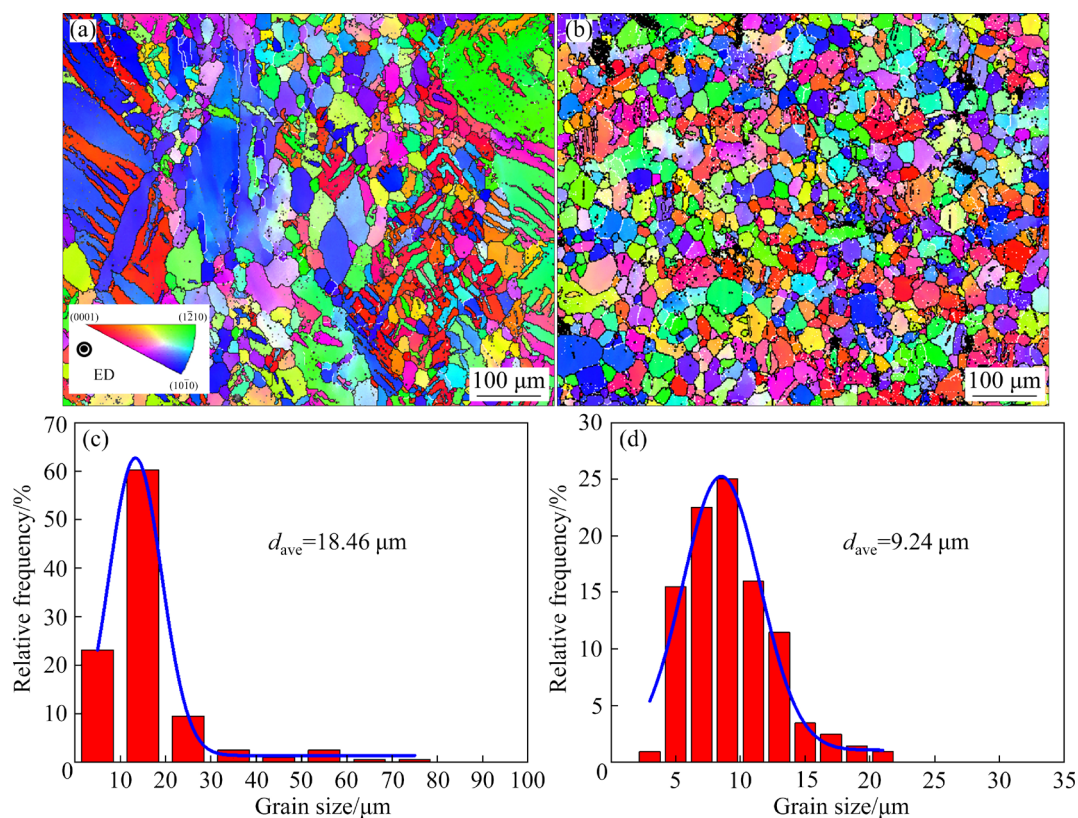 (a)
(b)
(0001)
(12̄10)
(101̄0)
ED
100 μm
100 μm
(c)
(d)
70
60
50
40
30
20
10
0
10 20 30 40 50 60 70 80 90 100
Relative frequency/%
Grain size/μm
d_ave=18.46 μm
30
25
20
15
10
5
0
5 10 15 20 25 30 35
Relative frequency/%
Grain size/μm
d_ave=9.24 μm